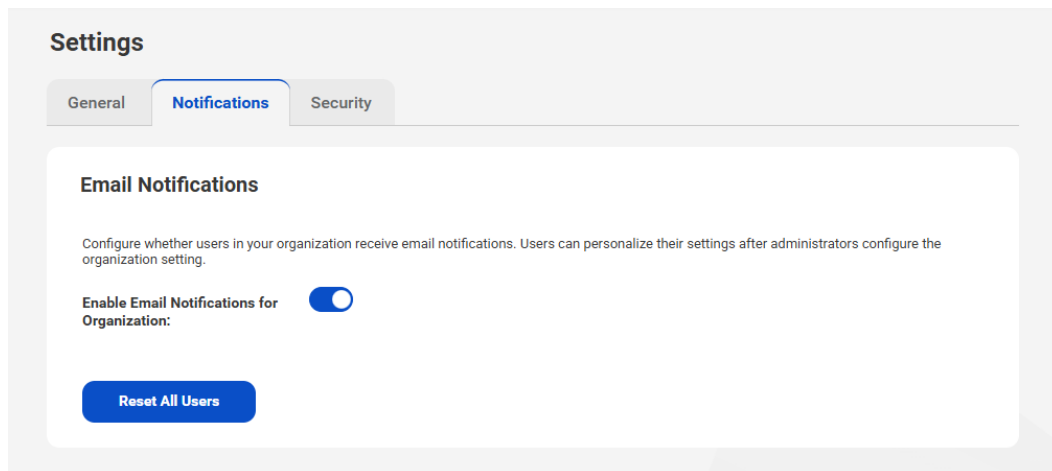 Settings
General Notifications Security
Email Notifications
Configure whether users in your organization receive email notifications. Users can personalize their settings after administrators configure the
organization setting.
Enable Email Notifications for
Organization:
Reset All Users